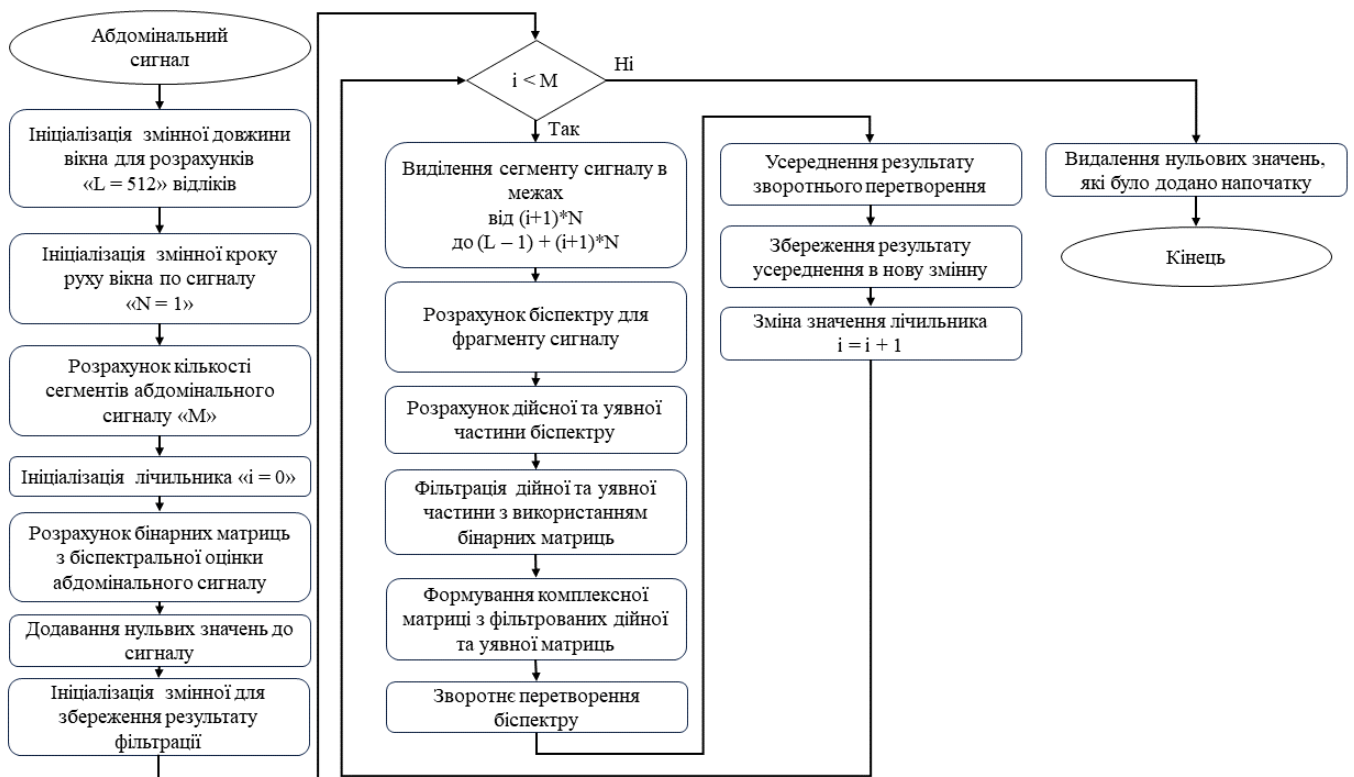 Абдомінальний
сигнал
Ініціалізація змінної довжини
вікна для розрахунків
«L = 512» відліків
Ініціалізація змінної кроку
руху вікна по сигналу
«N = 1»
Розрахунок кількості
сегментів абдомінального
сигналу «M»
Ініціалізація лічильника «i = 0»
Розрахунок бінарних матриць
з біспектральної оцінки
абдомінального сигналу
Додавання нульвих значень до
сигналу
Ініціалізація змінної для
збереження результату
фільтрації
i < M
Ні
Так
Виділення сегменту сигналу в
межах
від (i+1)*N
до (L – 1) + (i+1)*N
Розрахунок біспектру для
фрагменту сигналу
Розрахунок дійсної та уявної
частини біспектру
Фільтрація дійної та уявної
частини з використанням
бінарних матриць
Формування комплексної
матриці з фільтрованих дійної
та уявної матриць
Зворотнє перетворення
біспектру
Усереднення результату
зворотнього перетворення
Збереження результату
усереднення в нову змінну
Зміна значення лічильника
i = i + 1
Видалення нульових значень,
які було додано напочатку
Кінець